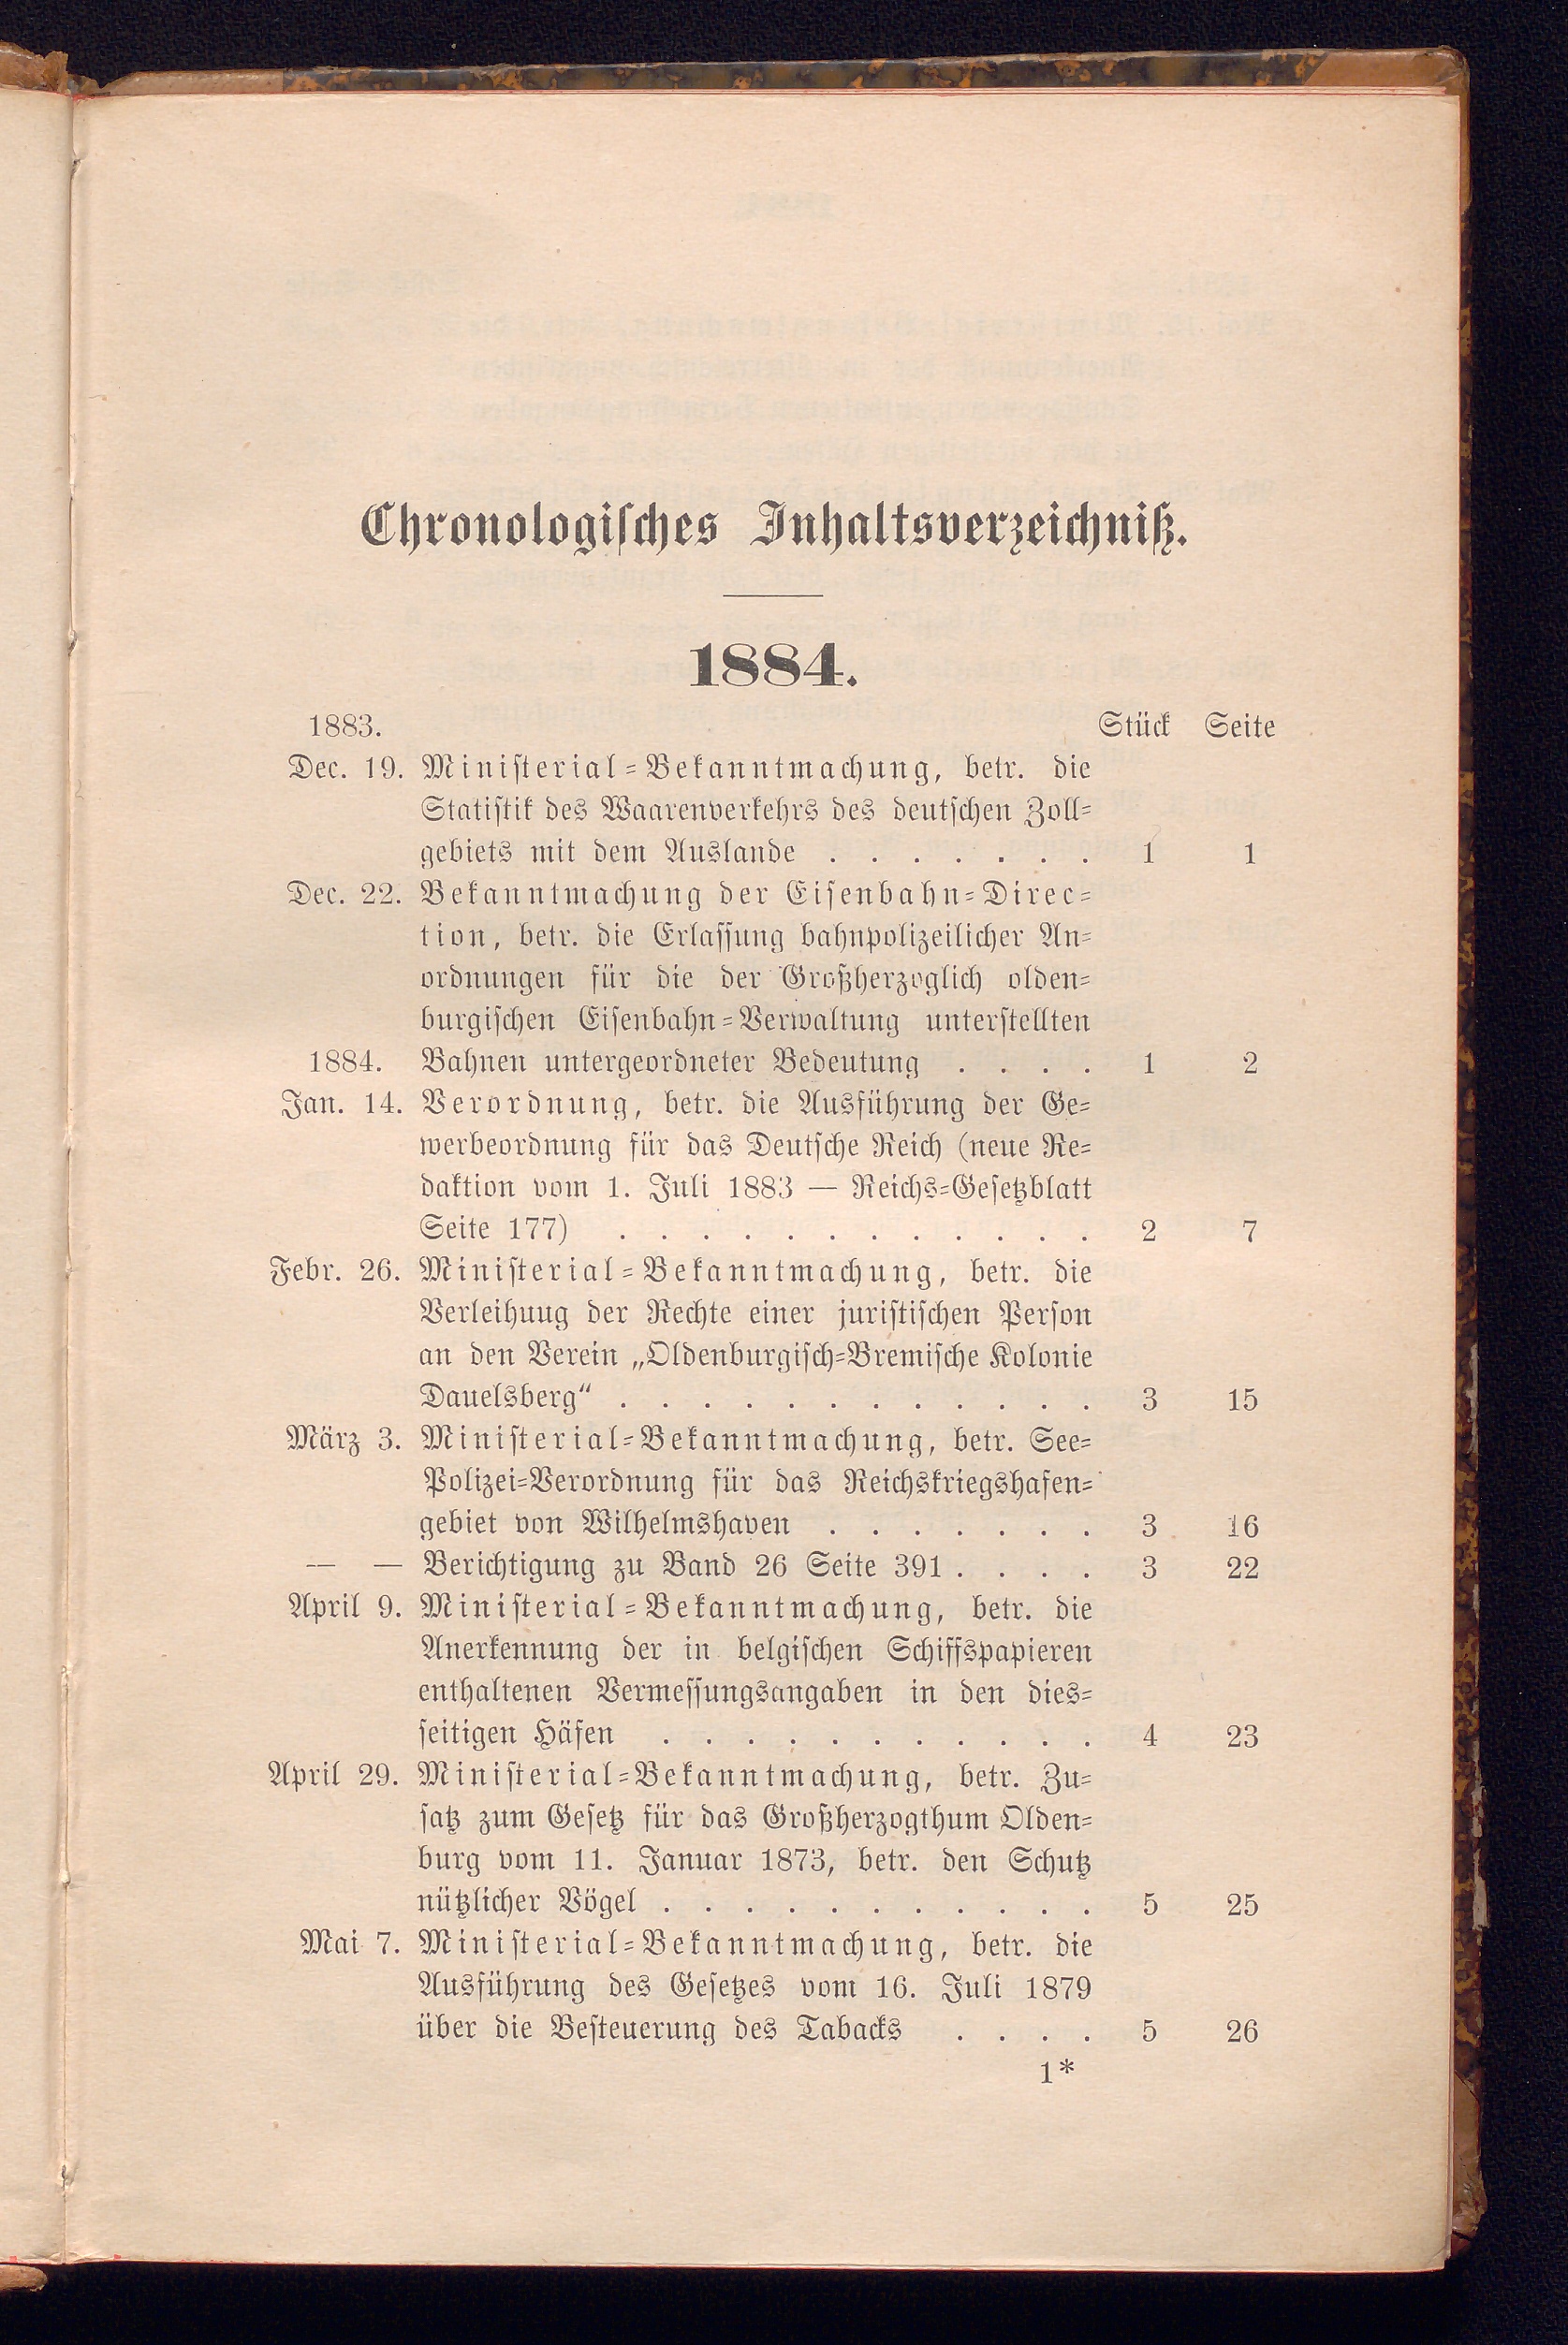 Chronologisches Inhaltsverzeichniß.
1884.
1883. Stück Seite
Dec. 19. Ministerial-Bekanntmachung, betr. die
Statistik des Waarenverkehrs des deutschen Zoll-
gebiets mit dem Auslande . . . . . . . 1 1
Dec. 22. Bekanntmachung der Eisenbahn-Direc-
tion, betr. die Erlassung bahnpolizeilicher An-
ordnungen für die der Großherzoglich olden-
burgischen Eisenbahn-Verwaltung unterstellten
1884. Bahnen untergeordneter Bedeutung . . . . 1 2
Jan. 14. Verordnung, betr. die Ausführung der Ge-
werbeordnung für das Deutsche Reich (neue Re-
daktion vom 1. Juli 1883 — Reichs-Gesetzblatt
Seite 177) . . . . . . . . . . . . 2 7
Febr. 26. Ministerial-Bekanntmachung, betr. die
Verleihuug der Rechte einer juristischen Person
an den Verein „Oldenburgisch-Bremische Kolonie
Dauelsberg“ . . . . . . . . . . . . 3 15
März 3. Ministerial-Bekanntmachung, betr. See-
Polizei-Verordnung für das Reichskriegshafen-
gebiet von Wilhelmshaven . . . . . . . 3 16
— — Berichtigung zu Band 26 Seite 391 . . . . 3 22
April 9. Ministerial-Bekanntmachung, betr. die
Anerkennung der in belgischen Schiffspapieren
enthaltenen Vermessungsangaben in den dies-
seitigen Häfen . . . . . . . . . . . 4 23
April 29. Ministerial-Bekanntmachung, betr. Zu-
satz zum Gesetz für das Großherzogthum Olden-
burg vom 11. Januar 1873, betr. den Schutz
nützlicher Vögel . . . . . . . . . . . 5 25
Mai 7. Ministerial-Bekanntmachung, betr. die
Ausführung des Gesetzes vom 16. Juli 1879
über die Besteuerung des Tabacks . . . . 5 26
1*